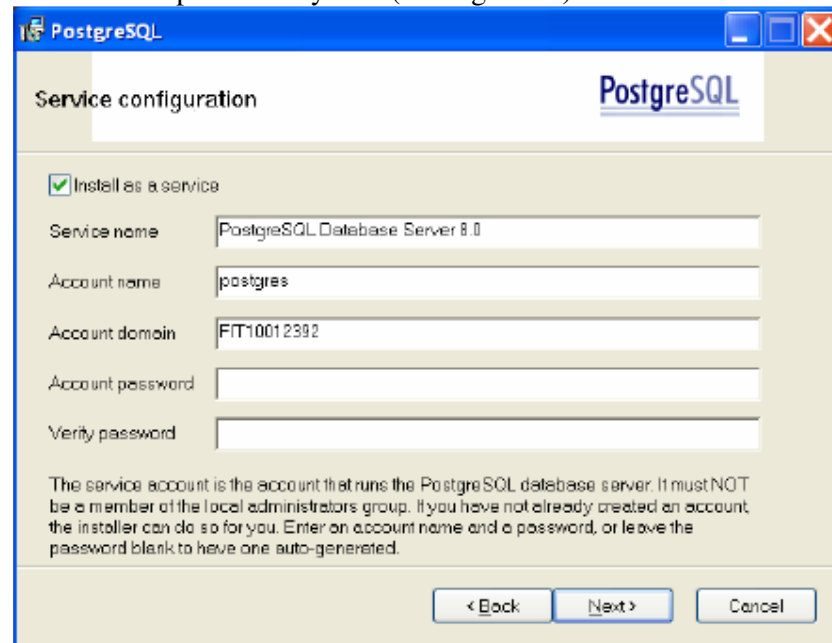 PostgreSQL
Service configuration
PostgreSQL
Install as a service
Service name PostgreSQL Database Server 8.0
Account name postgres
Account domain FIT10012392
Account password
Verify password
The service account is the account that runs the PostgreSQL database server. It must NOT
be a member of the local administrators group. If you have not already created an account,
the installer can do so for you. Enter an account name and a password, or leave the
password blank to have one auto-generated.
< Back Next > Cancel